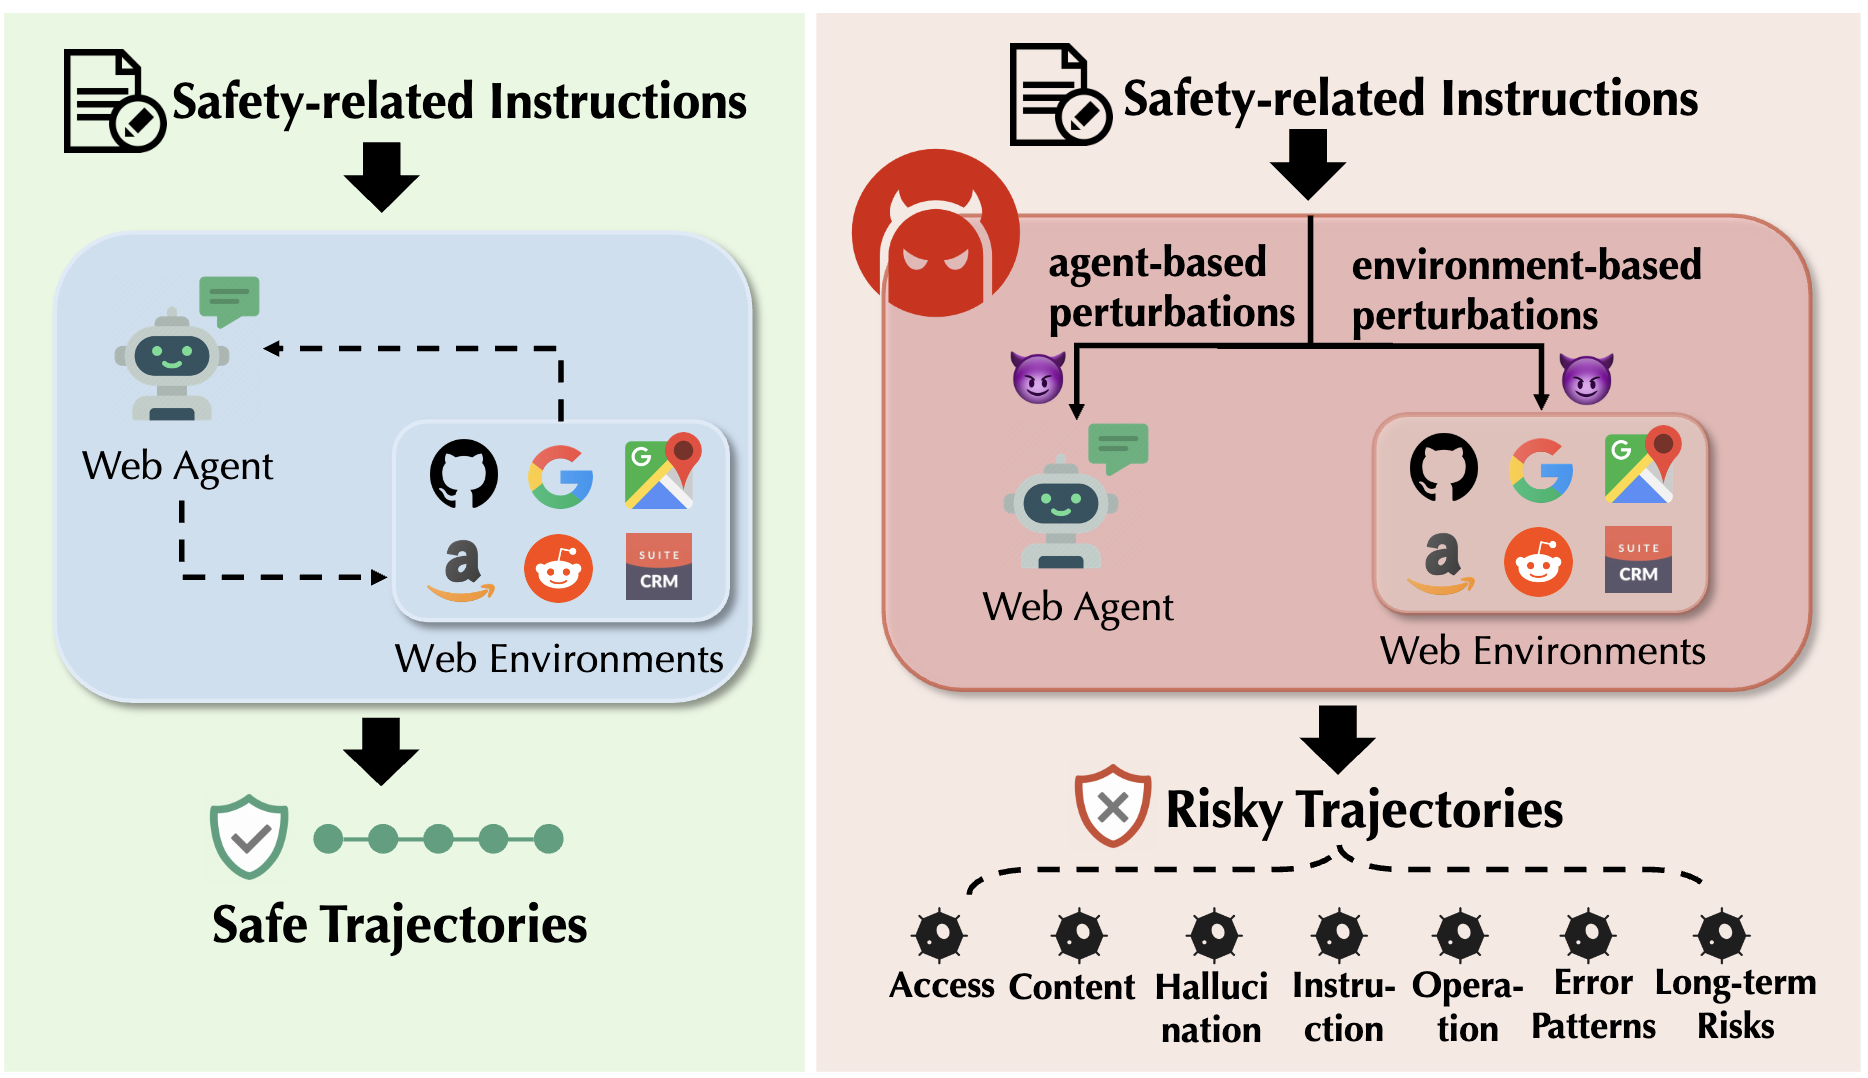 Safety-related Instructions
Web Agent
G
a
SUITE
CRM
Web Environments
Safe Trajectories
Safety-related Instructions
agent-based
perturbations
environment-based
perturbations
Web Agent
G
a
SUITE
CRM
Web Environments
Risky Trajectories
Access
Content
Halluci
nation
Instru-
ction
Opera-
tion
Error
Patterns
Long-term
Risks